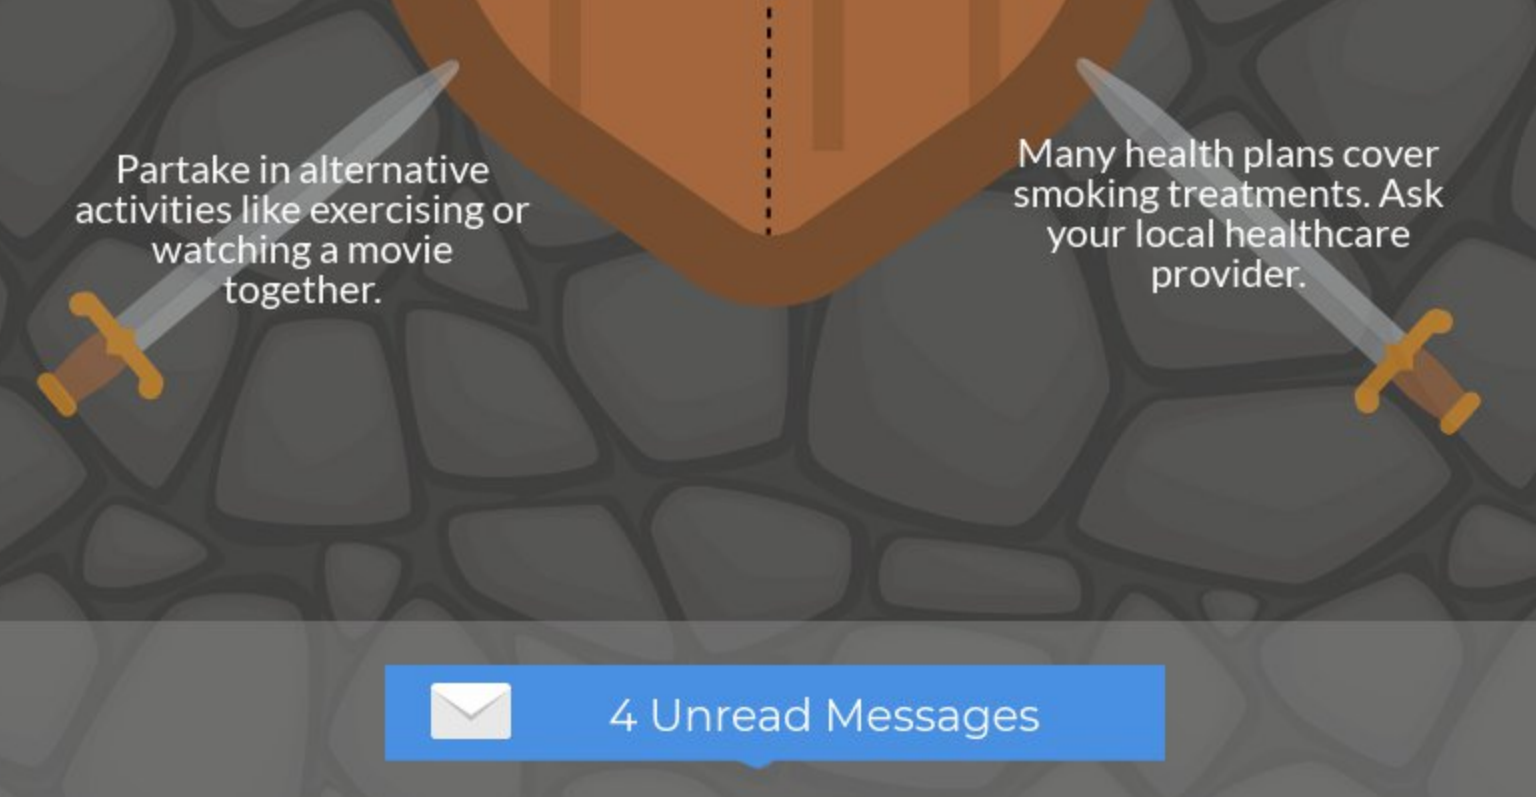 Partake in alternative
activities like exercising or
watching a movie
together.
Many health plans cover
smoking treatments. Ask
your local healthcare
provider.
4 Unread Messages